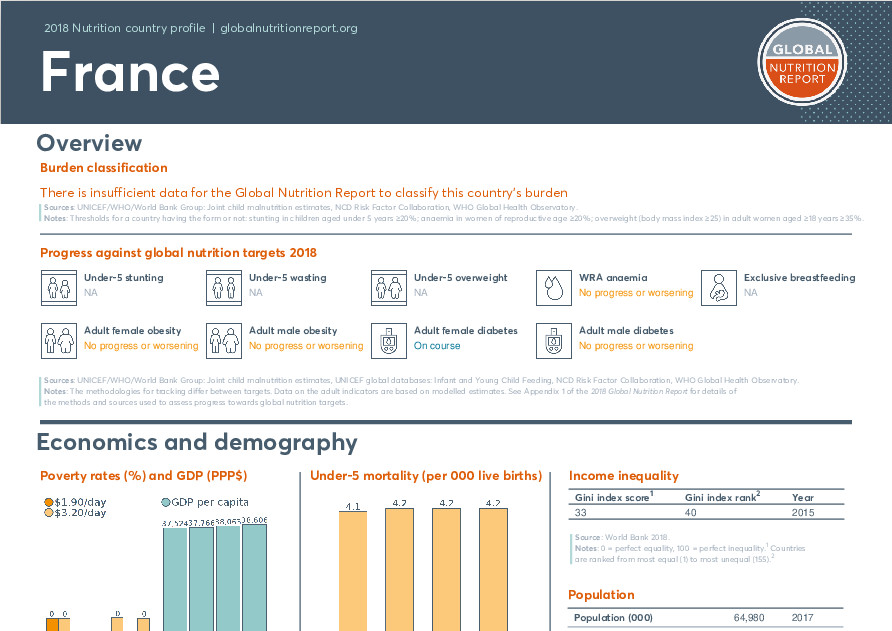 2018 Nutrition country profile | globalnutritionreport.org
France
GLOBAL
NUTRITION
REPORT
Overview
Burden classification
There is insufficient data for the Global Nutrition Report to classify this country's burden
Sources: UNICEF/WHO/World Bank Group: Joint child malnutrition estimates, NCD Risk Factor Collaboration, WHO Global Health Observatory.
Notes: Thresholds for a country having the form or not: stunting in children aged under 5 years ≥20%; anaemia in women of reproductive age ≥20%; overweight (body mass index ≥25) in adult women aged ≥18 years ≥35%.
Progress against global nutrition targets 2018
Under-5 stunting
NA
Under-5 wasting
NA
Under-5 overweight
NA
WRA anaemia
No progress or worsening
Exclusive breastfeeding
NA
Adult female obesity
No progress or worsening
Adult male obesity
No progress or worsening
Adult female diabetes
On course
Adult male diabetes
No progress or worsening
Sources: UNICEF/WHO/World Bank Group: Joint child malnutrition estimates, UNICEF global databases: Infant and Young Child Feeding, NCD Risk Factor Collaboration, WHO Global Health Observatory.
Notes: The methodologies for tracking differ between targets. Data on the adult indicators are based on modelled estimates. See Appendix 1 of the 2018 Global Nutrition Report for details of
the methods and sources used to assess progress towards global nutrition targets.
Economics and demography
Poverty rates (%) and GDP (PPP$)
$1.90/day
$3.20/day
GDP per capita
37,524 37,766 38,063 38,606
0 0 0 0
Under-5 mortality (per 000 live births)
4.1 4.2 4.2 4.2
Income inequality
Gini index score¹ Gini index rank² Year
33 40 2015
Source: World Bank 2018.
Notes: 0 = perfect equality, 100 = perfect inequality.¹ Countries
are ranked from most equal (1) to most unequal (155).²
Population
Population (000) 64,980 2017